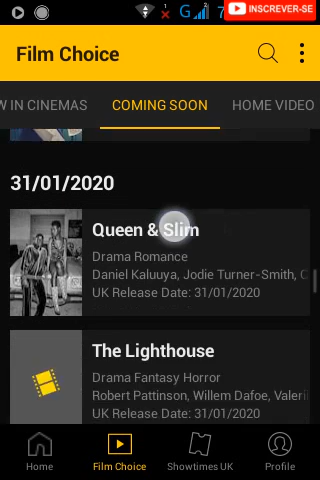 G 7
INSCREVER-SE
Film Choice
W IN CINEMAS COMING SOON HOME VIDEO
31/01/2020
Queen & Slim
Drama Romance
Daniel Kaluuya, Jodie Turner-Smith, C
UK Release Date: 31/01/2020
The Lighthouse
Drama Fantasy Horror
Robert Pattinson, Willem Dafoe, Valeri
UK Release Date: 31/01/2020
Home Film Choice Showtimes UK Profile